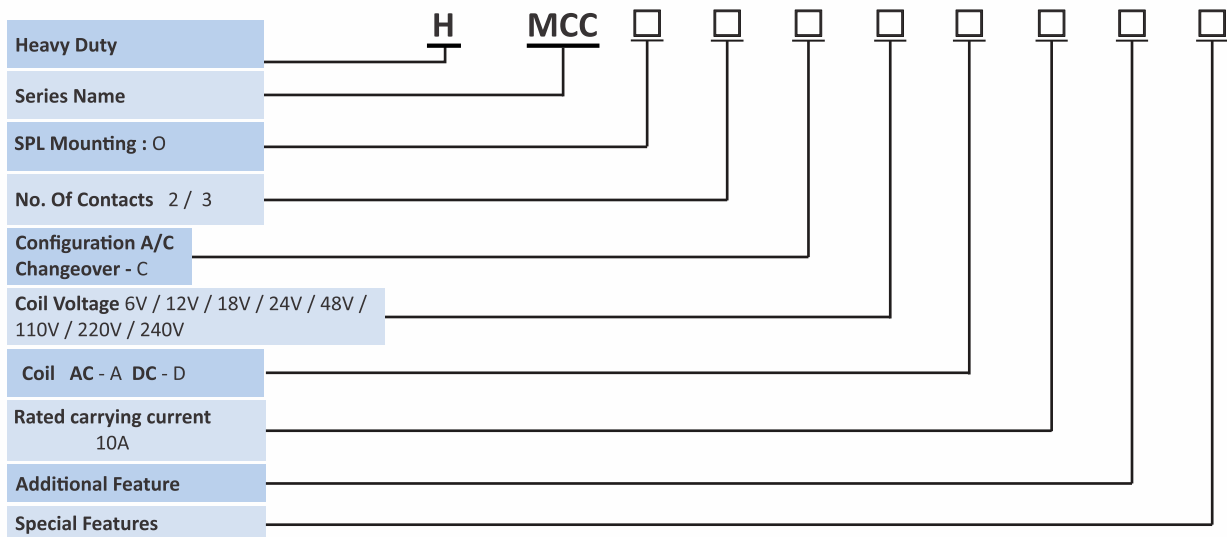 H MCC
Heavy Duty
Series Name
SPL Mounting : O
No. Of Contacts 2 / 3
Configuration A/C
Changeover - C
Coil Voltage 6V / 12V / 18V / 24V / 48V /
110V / 220V / 240V
Coil AC - A DC - D
Rated carrying current
10A
Additional Feature
Special Features